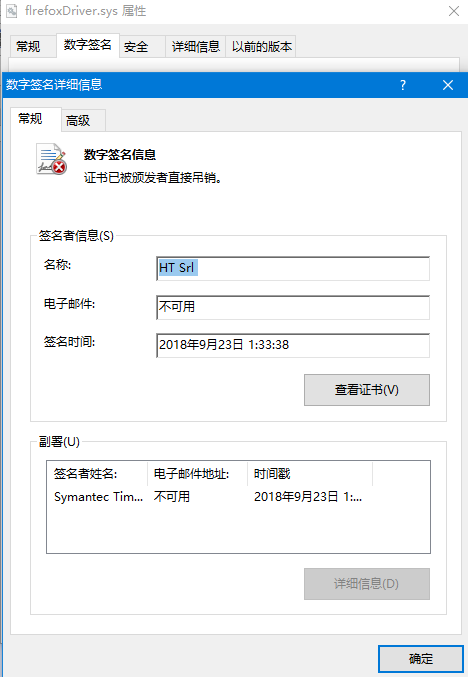 flrefoxDriver.sys 属性
常规 数字签名 安全 详细信息 以前的版本
数字签名详细信息 ?
常规 高级
数字签名信息
证书已被颁发者直接吊销。
签名者信息(S)
名称: HT Srl
电子邮件: 不可用
签名时间: 2018年9月23日 1:33:38
查看证书(V)
副署(U)
签名者姓名: 电子邮件地址: 时间戳
Symantec Tim... 不可用 2018年9月23日 1:...
详细信息(D)
确定